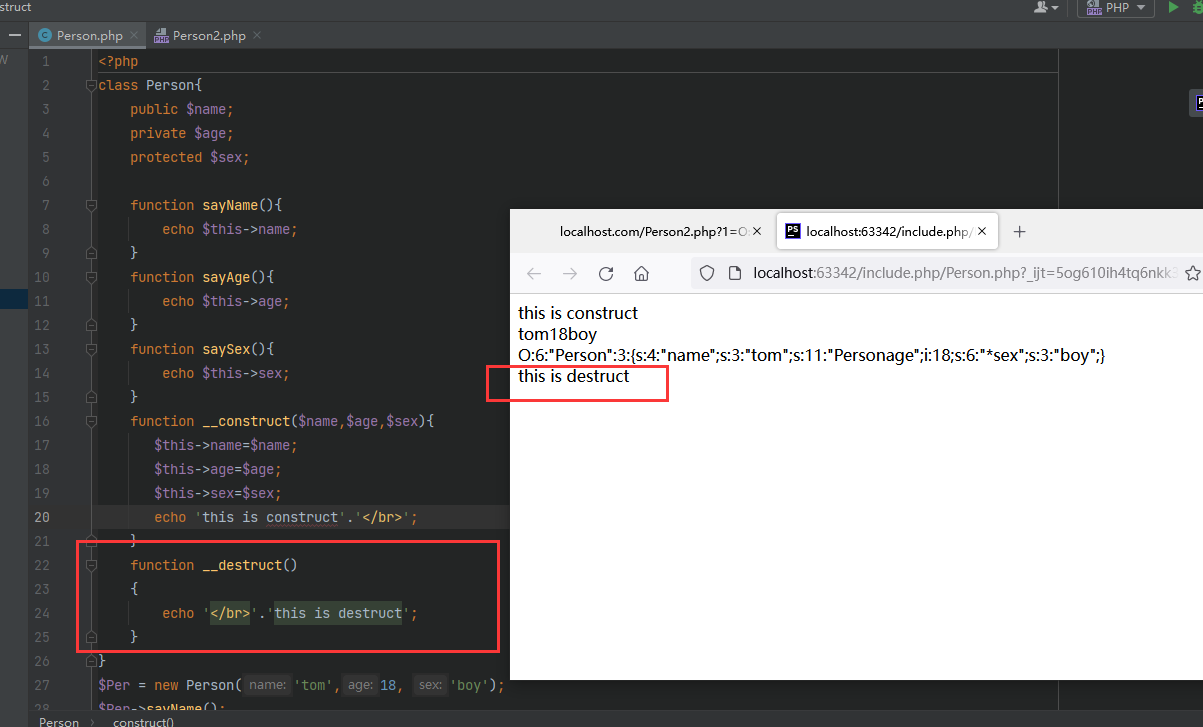 struct
PHP
Person.php
Person2.php
1 <?php
2 class Person{
3 public $name;
4 private $age;
5 protected $sex;
6
7 function sayName(){
8 echo $this->name;
9 }
10 function sayAge(){
11 echo $this->age;
12 }
13 function saySex(){
14 echo $this->sex;
15 }
16 function __construct($name,$age,$sex){
17 $this->name=$name;
18 $this->age=$age;
19 $this->sex=$sex;
20 echo 'this is construct'.'</br>';
21 }
22 function __destruct()
23 {
24 echo '</br>'.'this is destruct';
25 }
26 }
27 $Per = new Person( name: 'tom', age: 18, sex: 'boy');
28 $Per->sayName();
Person > construct()
localhost.com/Person2.php?1=O:
localhost:63342/include.php/
localhost:63342/include.php/Person.php?_ijt=5og610ih4tq6nkk3
this is construct
tom18boy
O:6:"Person":3:{s:4:"name";s:3:"tom";s:11:"Personage";i:18;s:6:"*sex";s:3:"boy";}
this is destruct